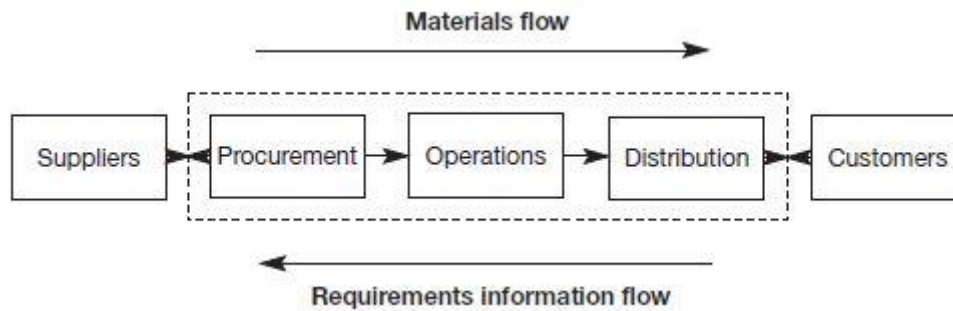 Materials flow
Suppliers
Procurement
Operations
Distribution
Customers
Requirements information flow